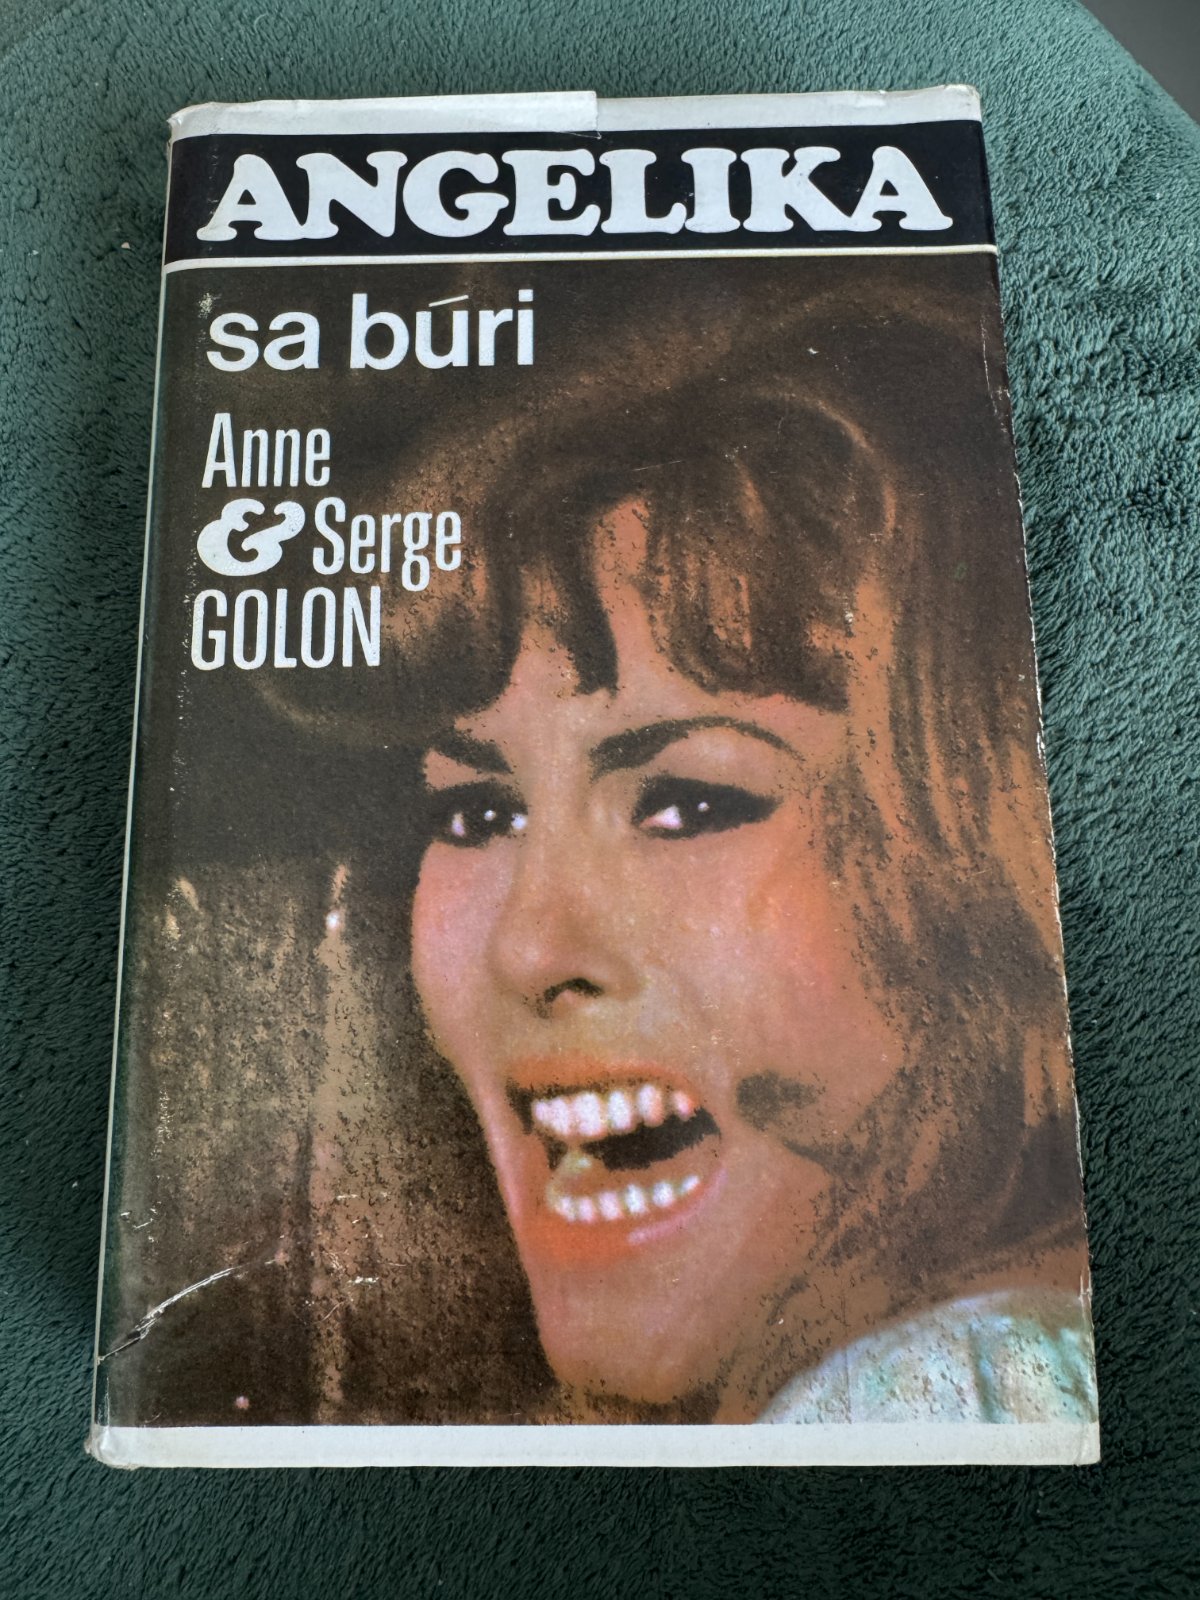 ANGELIKA
sa búri
Anne
& Serge
GOLON